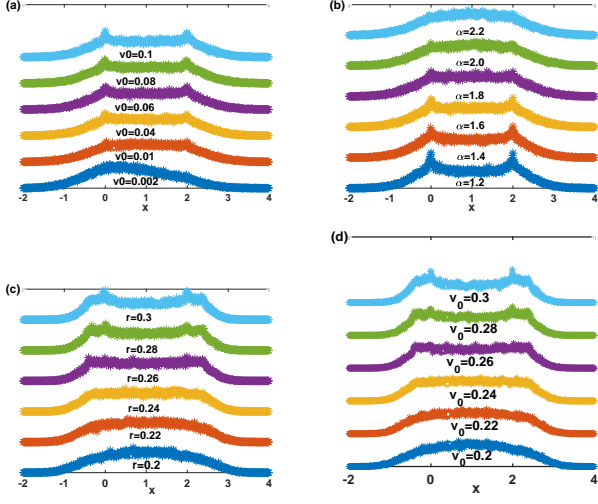 (a)
v0=0.1
v0=0.08
v0=0.06
v0=0.04
v0=0.01
v0=0.002
-2 -1 0 1 2 3 4
x
(b)
α=2.2
α=2.0
α=1.8
α=1.6
α=1.4
α=1.2
-2 -1 0 1 2 3 4
x
(c)
r=0.3
r=0.28
r=0.26
r=0.24
r=0.22
r=0.2
-2 -1 0 1 2 3 4
x
(d)
v₀=0.3
v₀=0.28
v₀=0.26
v₀=0.24
v₀=0.22
v₀=0.2
-2 -1 0 1 2 3 4
x